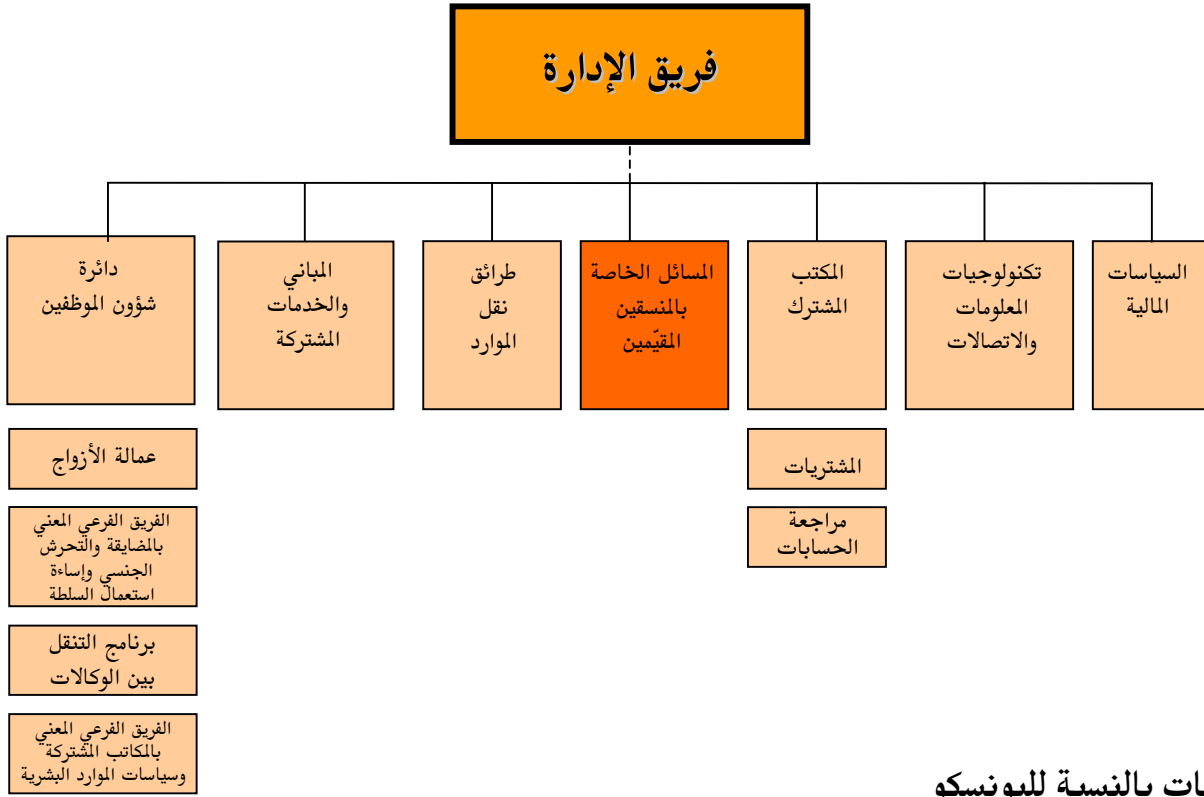 فريق الإدارة
السياسات
المالية
تكنولوجيات
المعلومات
والاتصالات
المكتب
المشترك
المسائل الخاصة
بالمنسقين
المقيّمين
طرائق
نقل
الموارد
المباني
والخدمات
المشتركة
دائرة
شؤون الموظفين
المشتريات
مراجعة
الحسابات
عمالة الأزواج
الفريق الفرعي المعني
بالمضايقة والتحرش
الجنسي وإساءة
استعمال السلطة
برنامج التنقل
بين الوكالات
الفريق الفرعي المعني
بالمكاتب المشتركة
وسياسات الموارد البشرية
بالنسبة لليونسكو